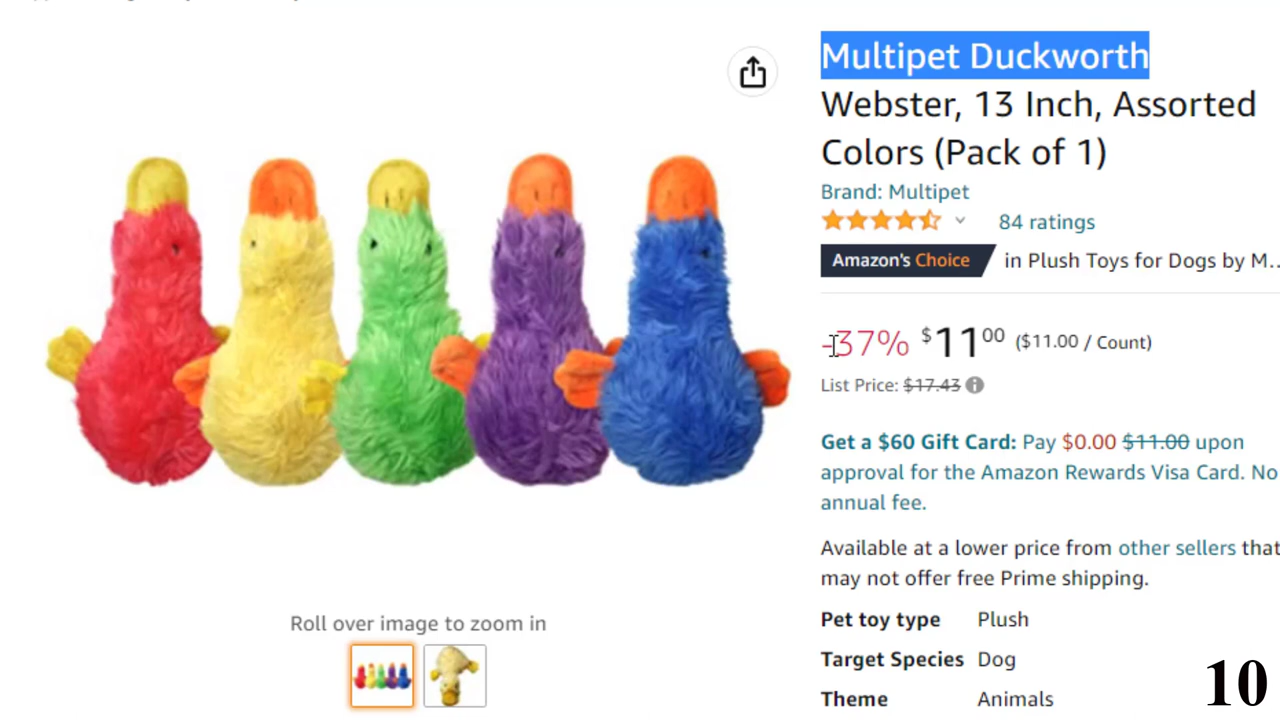 Multipet Duckworth
Webster, 13 Inch, Assorted
Colors (Pack of 1)
Brand: Multipet
84 ratings
Amazon's Choice in Plush Toys for Dogs by M...
-37% $11.00 ($11.00 / Count)
List Price: $17.43
Get a $60 Gift Card: Pay $0.00 $11.00 upon
approval for the Amazon Rewards Visa Card. No
annual fee.
Available at a lower price from other sellers that
may not offer free Prime shipping.
Pet toy type Plush
Target Species Dog
Theme Animals
Roll over image to zoom in
10